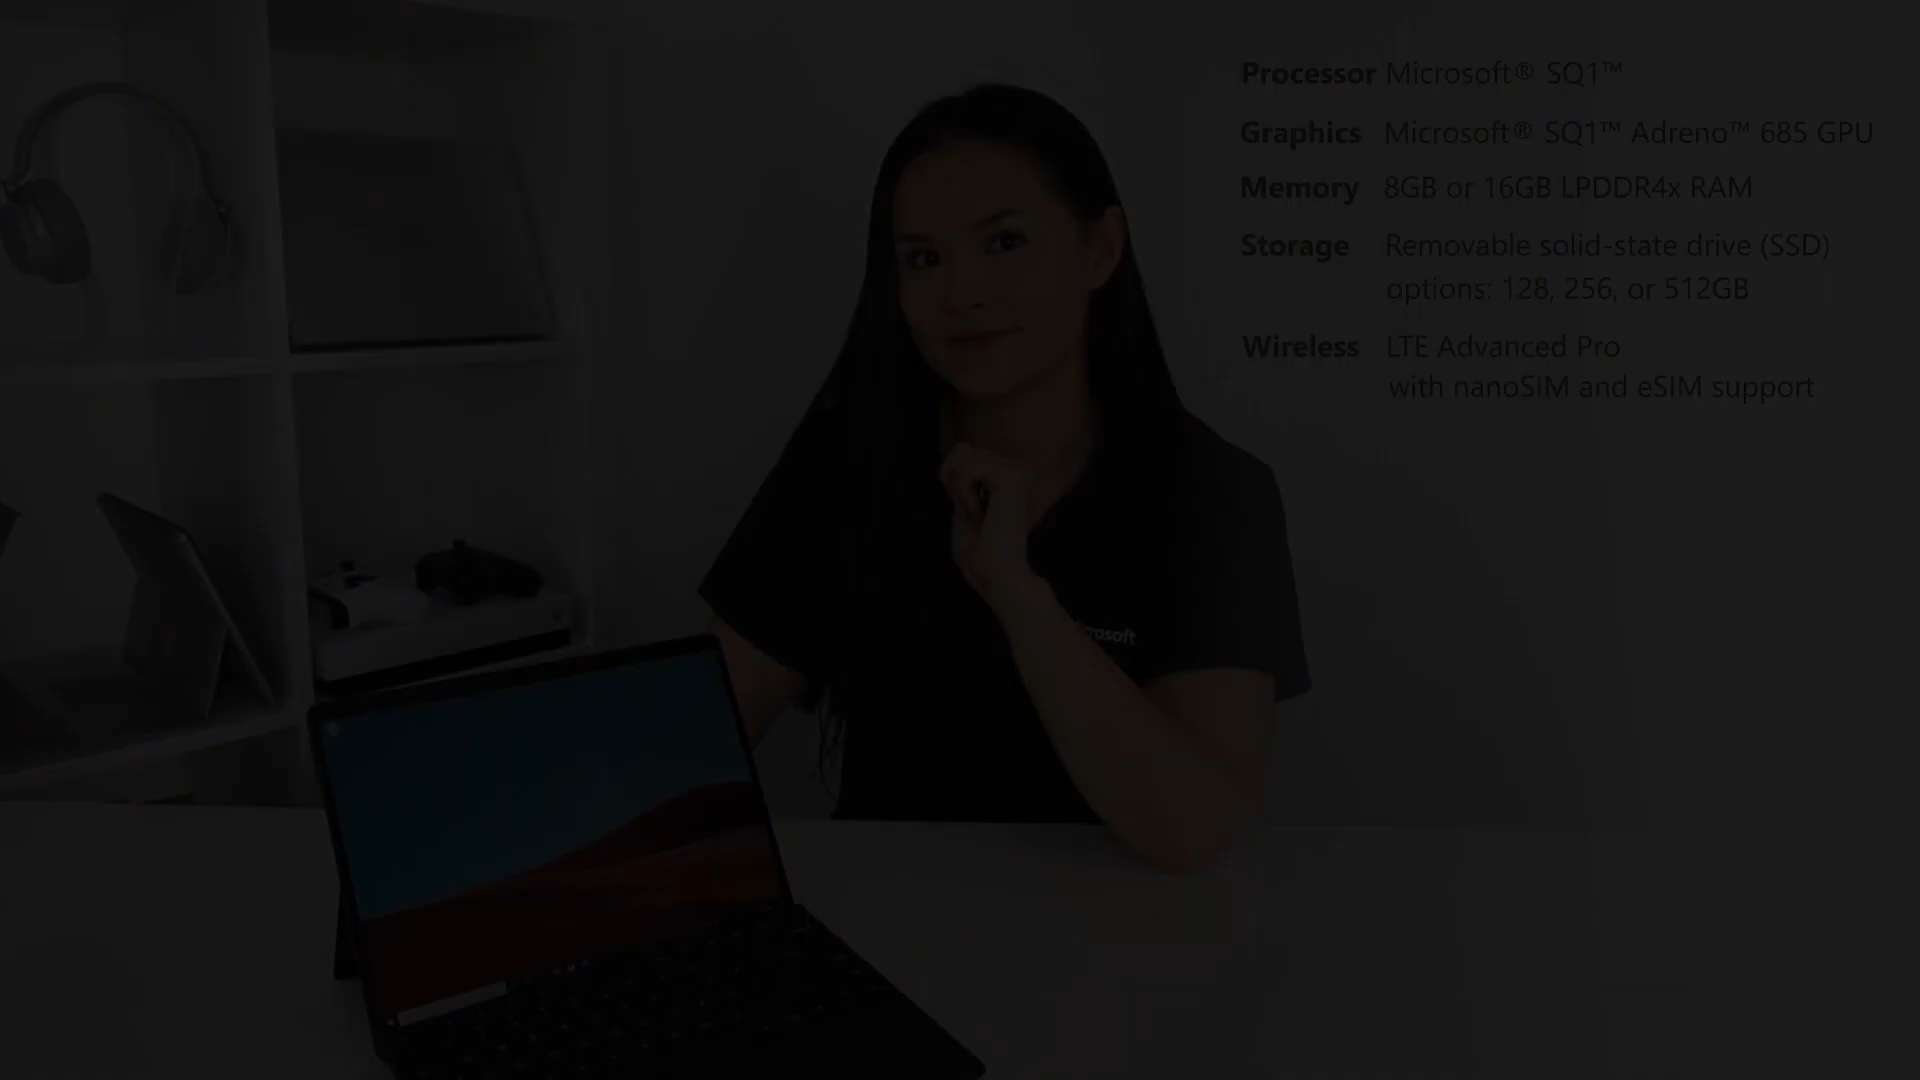 Processor Microsoft® SQ1™
Graphics Microsoft® SQ1™ Adreno™ 685 GPU
Memory 8GB or 16GB LPDDR4x RAM
Storage Removable solid-state drive (SSD)
options: 128, 256, or 512GB
Wireless LTE Advanced Pro
with nanoSIM and eSIM support